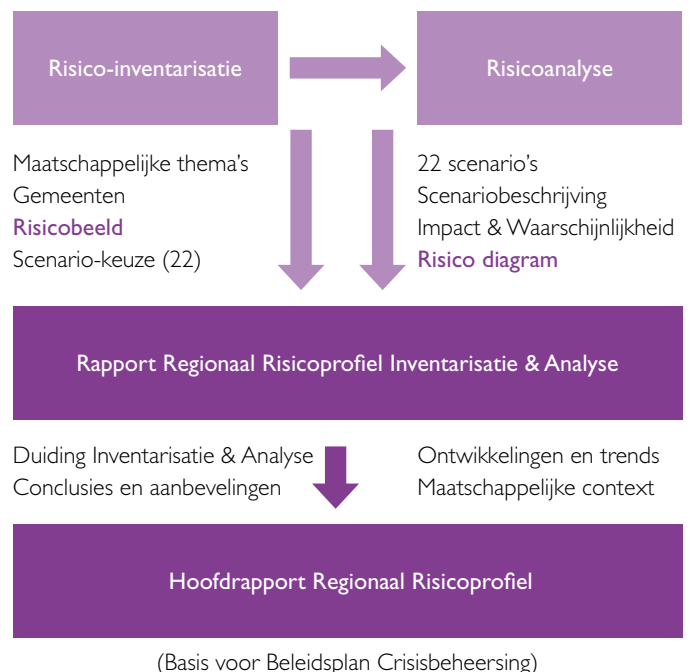 Risico-inventarisatie
Risicoanalyse
Maatschappelijke thema's
Gemeenten
Risicobeeld
Scenario-keuze (22)
22 scenario's
Scenariobeschrijving
Impact & Waarschijnlijkheid
Risico diagram
Rapport Regionaal Risicoprofiel Inventarisatie & Analyse
Duiding Inventarisatie & Analyse
Conclusies en aanbevelingen
Ontwikkelingen en trends
Maatschappelijke context
Hoofdrapport Regionaal Risicoprofiel
(Basis voor Beleidsplan Crisisbeheersing)